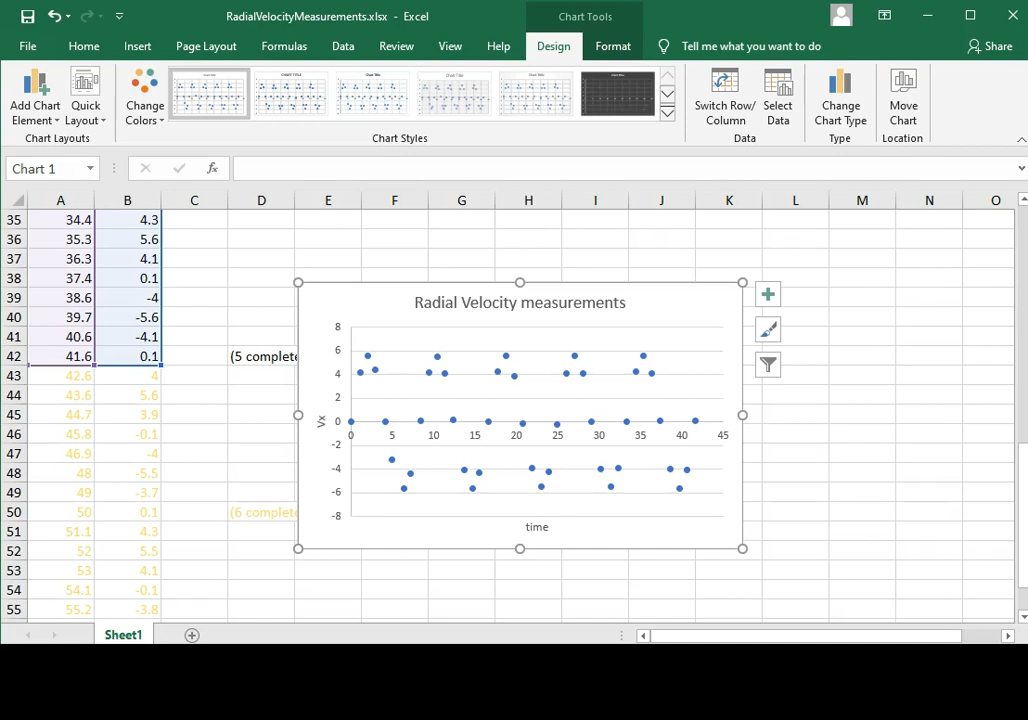 RadialVelocityMeasurements.xlsx - Excel
Chart Tools
File Home Insert Page Layout Formulas Data Review View Help Design Format Tell me what you want to do Share
Add Chart Element
Quick Layout
Change Colors
Switch Row/ Column
Select Data
Change Chart Type
Move Chart
Chart Layouts
Chart Styles
Data
Type
Location
Chart 1
fx
A B C D E F G H I J K L M N O
35 34.4 4.3
36 35.3 5.6
37 36.3 4.1
38 37.4 0.1
39 38.6 -4
40 39.7 -5.6
41 40.6 -4.1
42 41.6 0.1 (5 complete
43 42.6 4
44 43.6 5.6
45 44.7 3.9
46 45.8 -0.1
47 46.9 -4
48 48 -5.5
49 49 -3.7
50 50 0.1 (6 complete
51 51.1 4.3
52 52 5.5
53 53 4.1
54 54.1 -0.1
55 55.2 -3.8
Radial Velocity measurements
8
6
4
2
0
-2
-4
-6
-8
Vx
0 5 10 15 20 25 30 35 40 45
time
Sheet1